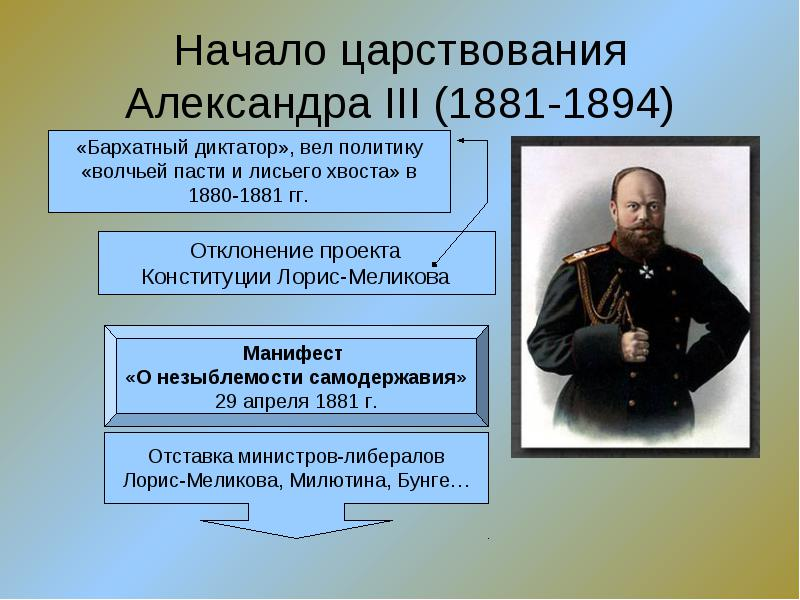 Начало царствования
Александра III (1881-1894)
«Бархатный диктатор», вел политику
«волчьей пасти и лисьего хвоста» в
1880-1881 гг.
Отклонение проекта
Конституции Лорис-Меликова
Манифест
«О незыблемости самодержавия»
29 апреля 1881 г.
Отставка министров-либералов
Лорис-Меликова, Милютина, Бунге…